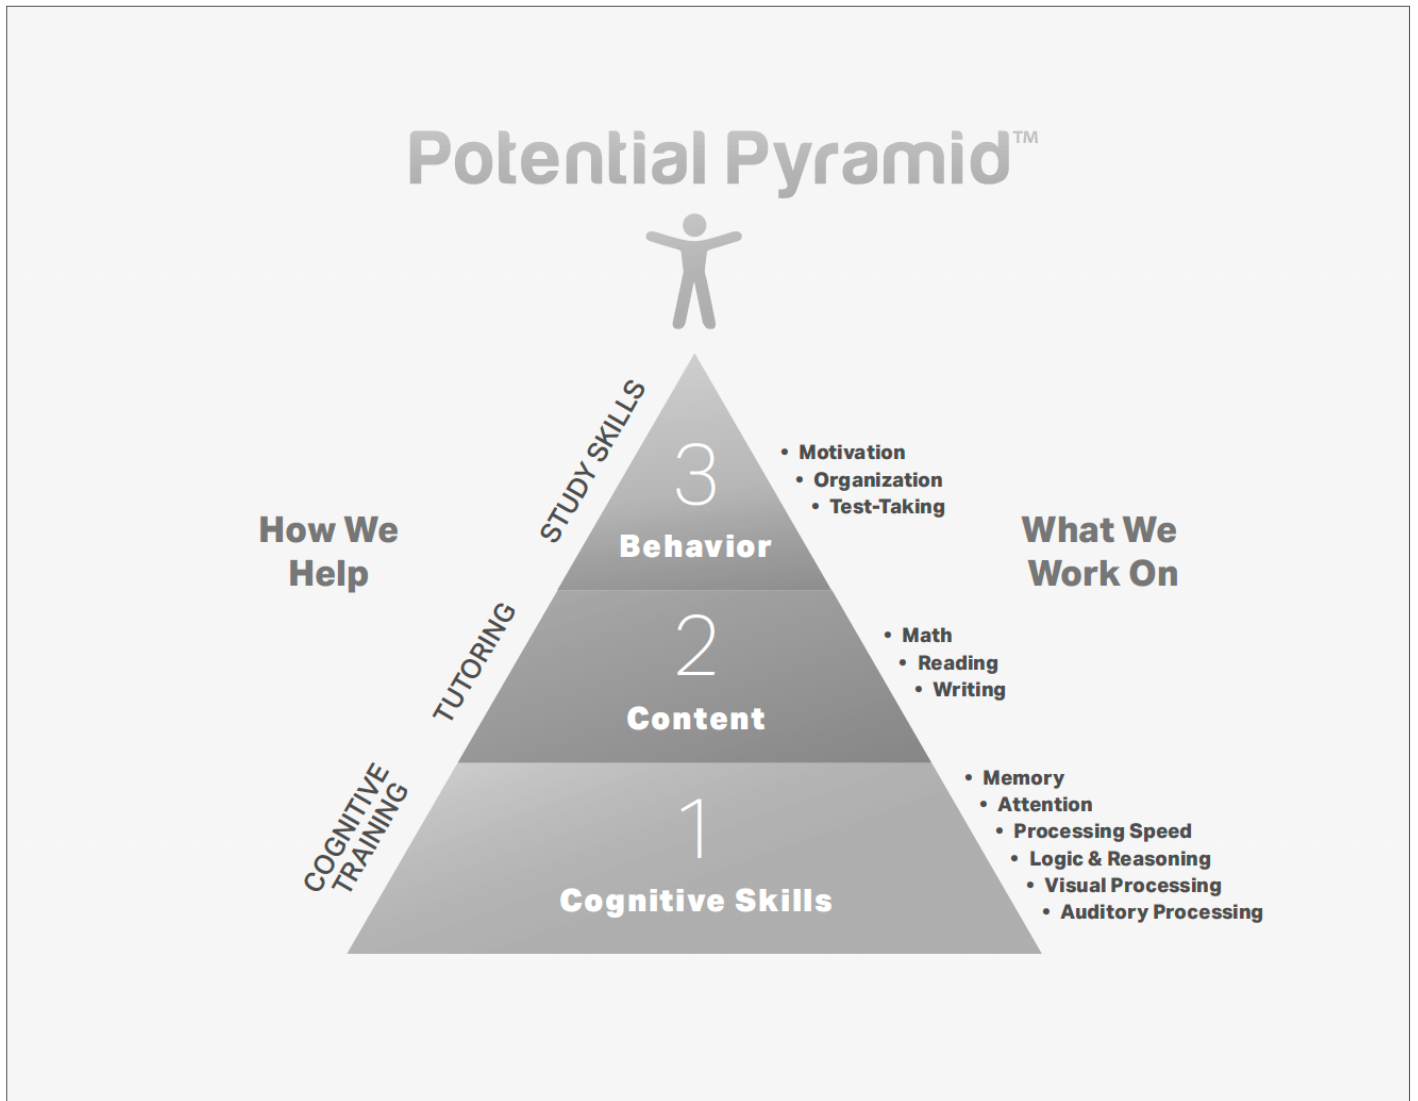 Potential Pyramid™
How We
Help
STUDY SKILLS
3
Behavior
• Motivation
• Organization
• Test-Taking
What We
Work On
TUTORING
2
Content
• Math
• Reading
• Writing
COGNITIVE
TRAINING
1
Cognitive Skills
• Memory
• Attention
• Processing Speed
• Logic & Reasoning
• Visual Processing
• Auditory Processing